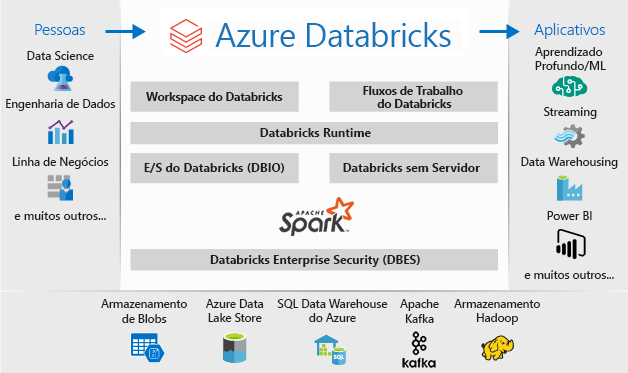 Pessoas
Data Science
Engenharia de Dados
Linha de Negócios
e muitos outros...
Azure Databricks
Workspace do Databricks
Fluxos de Trabalho
do Databricks
Databricks Runtime
E/S do Databricks (DBIO)
Databricks sem Servidor
APACHE
Spark™
Databricks Enterprise Security (DBES)
Aplicativos
Aprendizado
Profundo/ML
Streaming
Data Warehousing
Power BI
e muitos outros...
Armazenamento
de Blobs
Azure Data
Lake Store
SQL Data Warehouse
do Azure
SQL
Apache
Kafka
kafka
Armazenamento
Hadoop